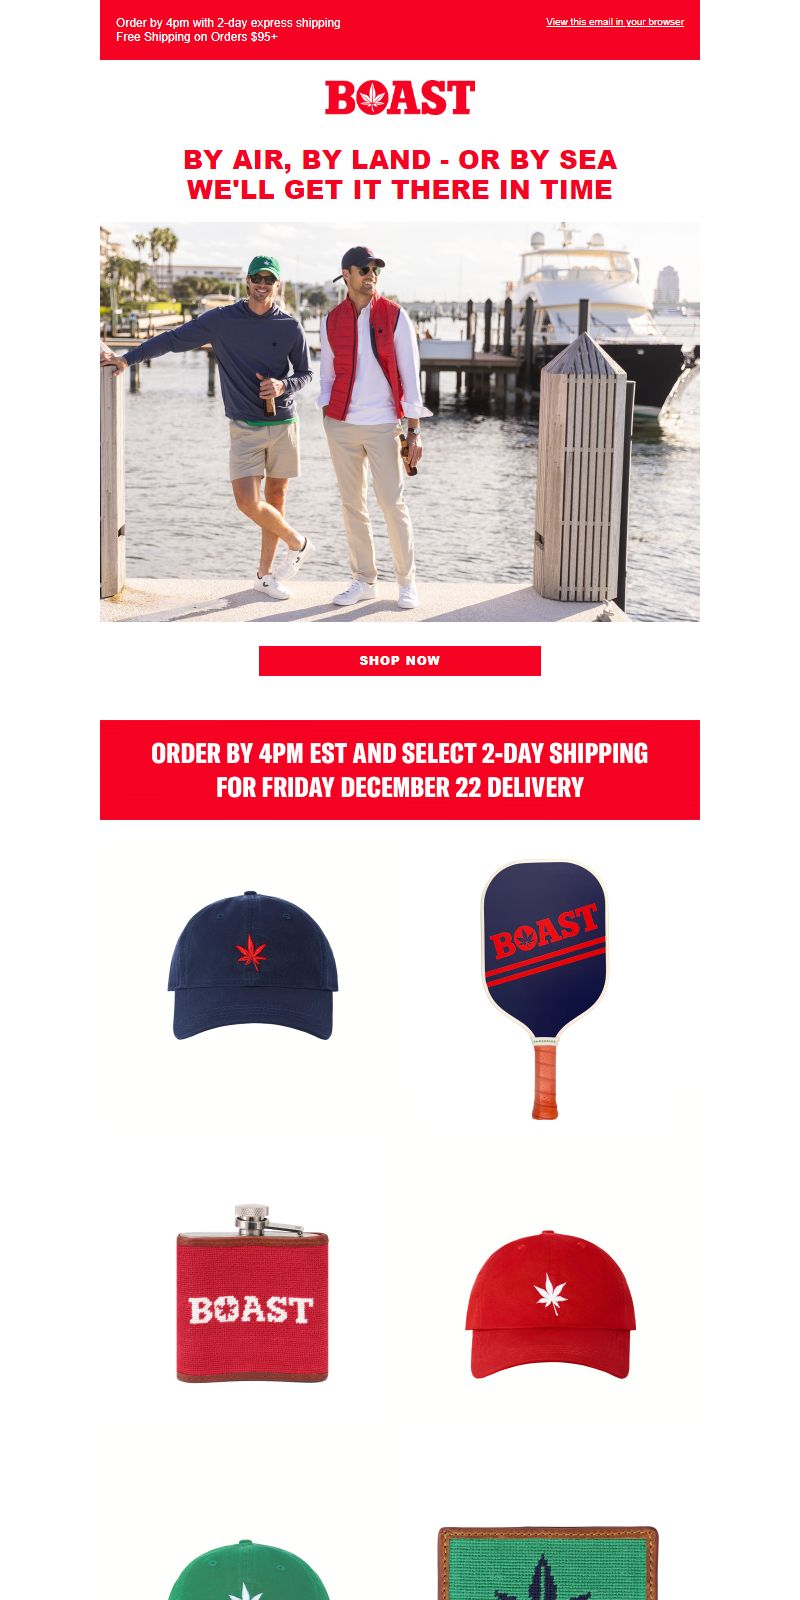 Order by 4pm with 2-day express shipping
Free Shipping on Orders $95+
View this email in your browser
BOAST
BY AIR, BY LAND - OR BY SEA
WE'LL GET IT THERE IN TIME
SHOP NOW
ORDER BY 4PM EST AND SELECT 2-DAY SHIPPING
FOR FRIDAY DECEMBER 22 DELIVERY
BOAST
BOAST